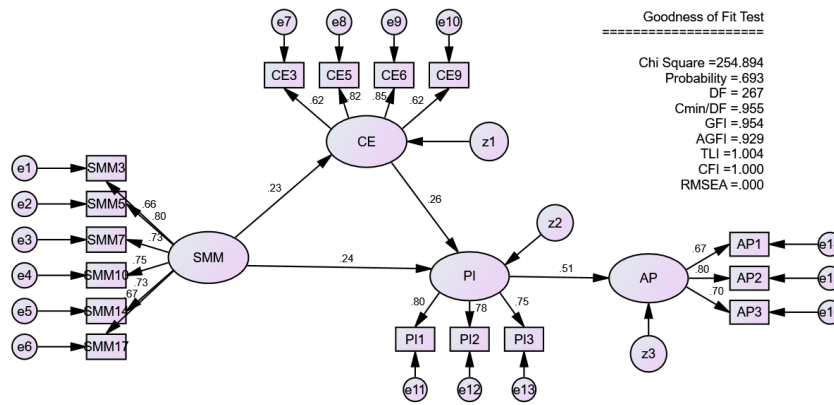 Goodness of Fit Test
=====================
Chi Square =254.894
Probability =.693
DF = 267
Cmin/DF =.955
GFI =.954
AGFI =.929
TLI =1.004
CFI =1.000
RMSEA =.000
e7 e8 e9 e10
CE3 CE5 CE6 CE9
.62 .82 .85 .62
CE z1
e1 SMM3
e2 SMM5
e3 SMM7
e4 SMM10
e5 SMM14
e6 SMM17
.66
.80
.73
.75
.73
.67
SMM
.23
.26
.24
z2
PI
.51
AP
.67 AP1
.80 AP2
.70 AP3
z3
.80 .78 .75
PI1 PI2 PI3
e11 e12 e13